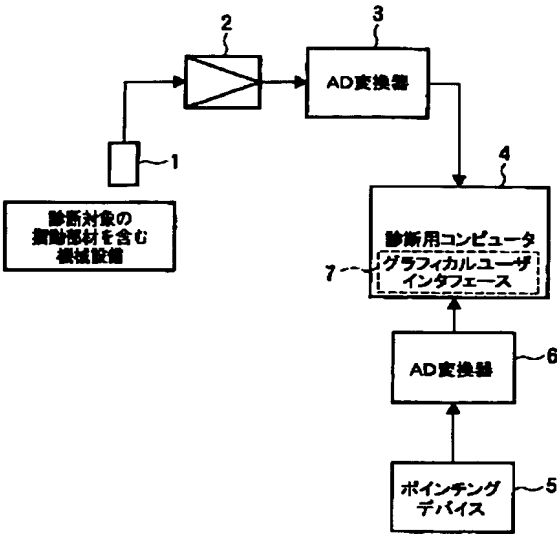 2
3
AD変換器
1
4
診断対象の
摺動部材を含む
機械設備
診断用コンピュータ
7
グラフィカルユーザ
インタフェース
AD変換器
6
ポインチング
デバイス
5